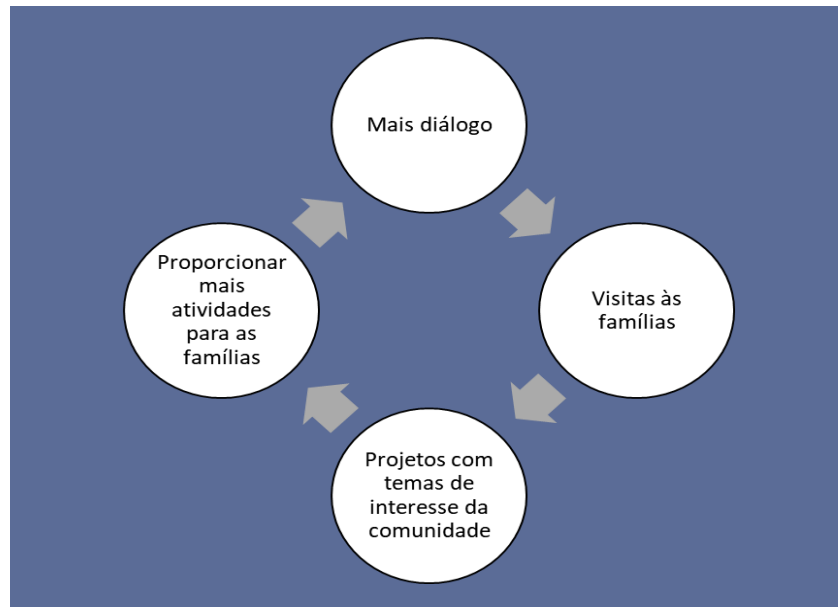 Mais diálogo
Visitas às
famílias
Projetos com
temas de
interesse da
comunidade
Proporcionar
mais
atividades
para as
famílias